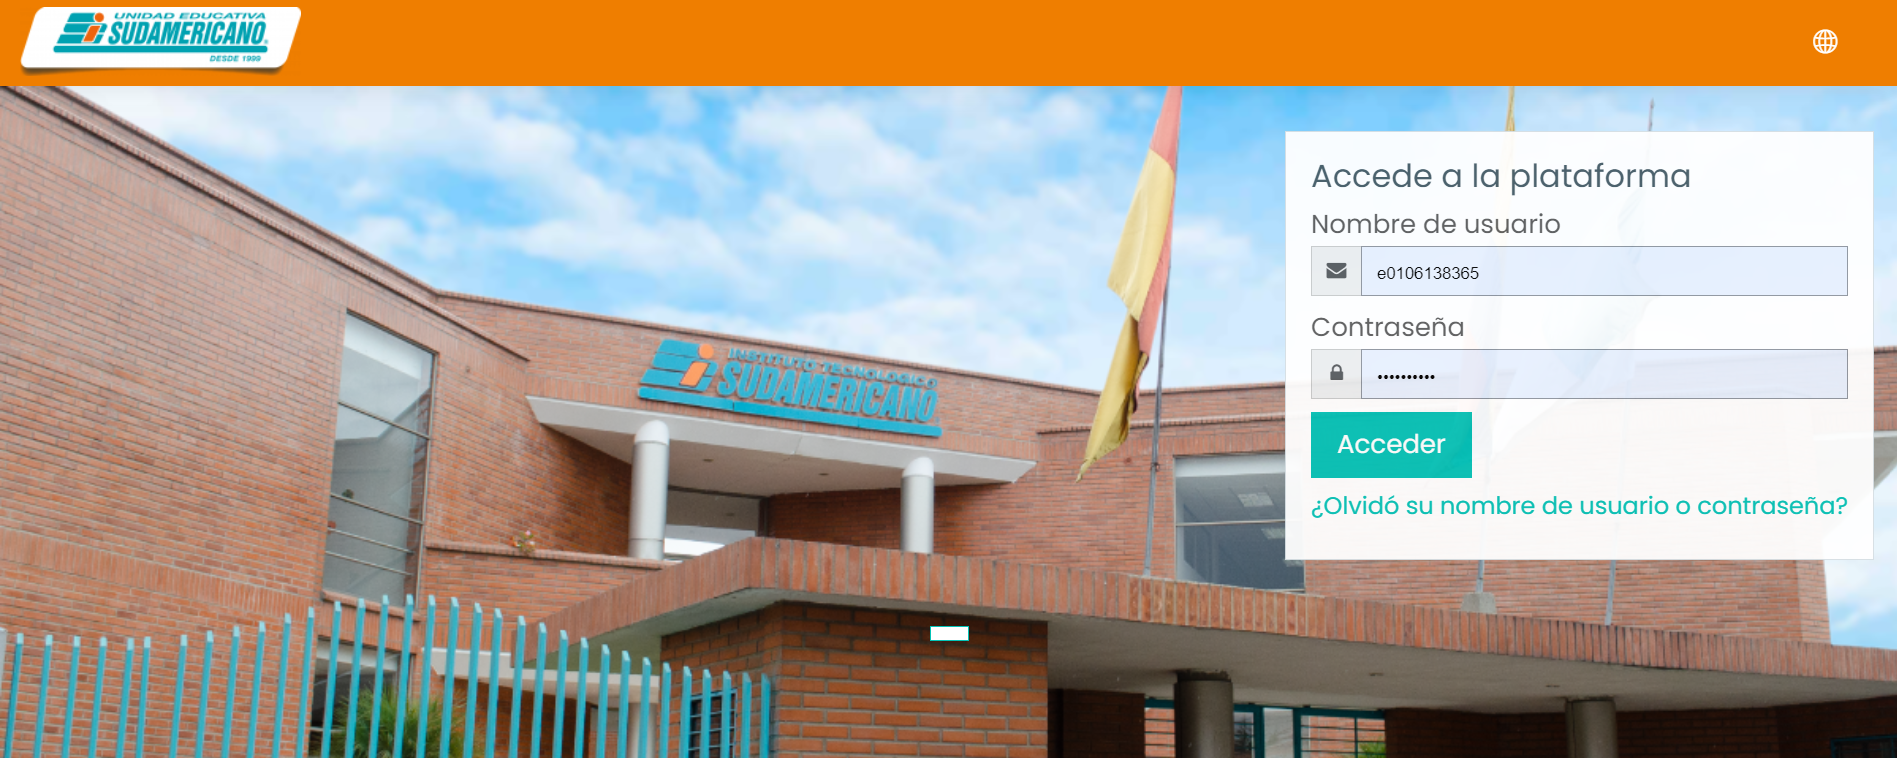 UNIDAD EDUCATIVA
SUDAMERICANO
DESDE 1999
INSTITUTO TECNOLOGICO
SUDAMERICANO
Accede a la plataforma
Nombre de usuario
e0106138365
Contraseña
••••••••••
Acceder
¿Olvidó su nombre de usuario o contraseña?